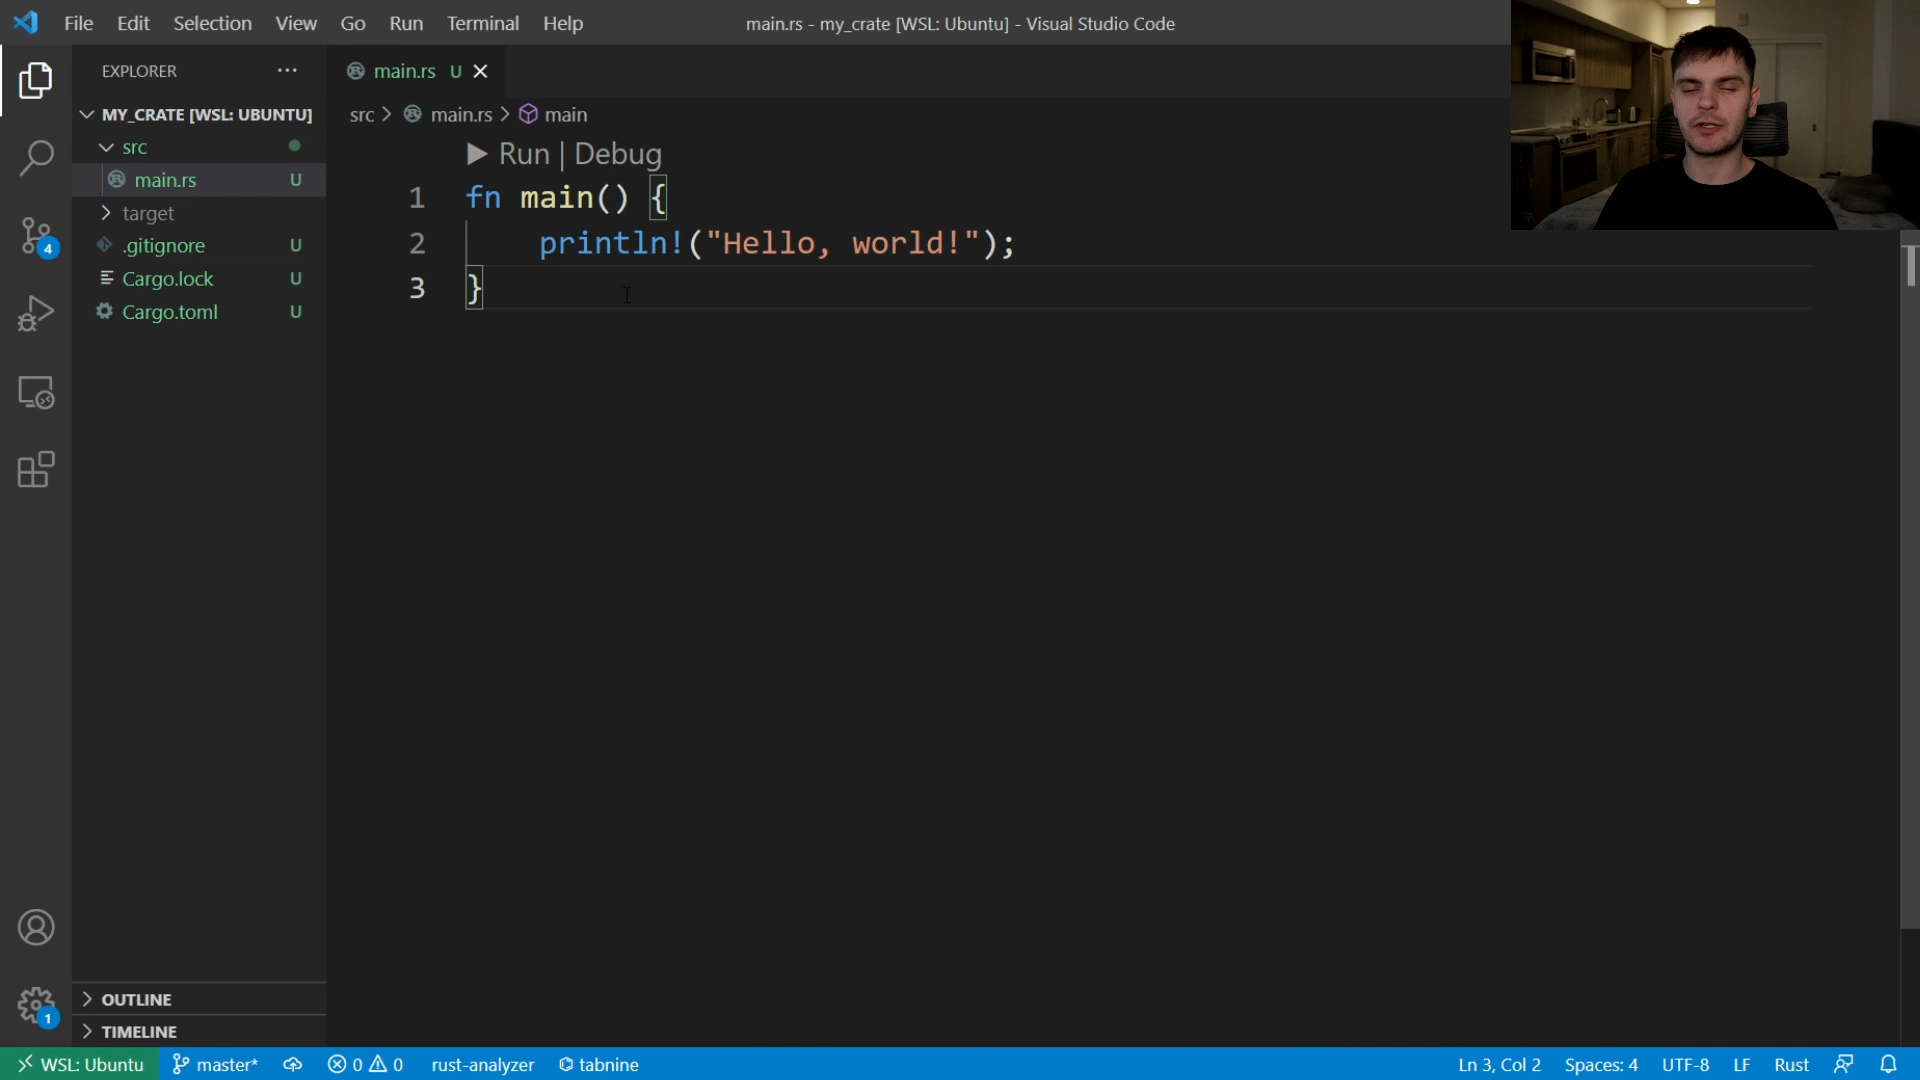 File Edit Selection View Go Run Terminal Help
main.rs - my_crate [WSL: Ubuntu] - Visual Studio Code
EXPLORER ···
main.rs U
MY_CRATE [WSL: UBUNTU]
src > main.rs > main
src
main.rs U
target
.gitignore U
Cargo.lock U
Cargo.toml U
Run | Debug
1 fn main() {
2 println!("Hello, world!");
3 }
4
1
OUTLINE
TIMELINE
WSL: Ubuntu master* 0 0 rust-analyzer tabnine
Ln 3, Col 2 Spaces: 4 UTF-8 LF Rust